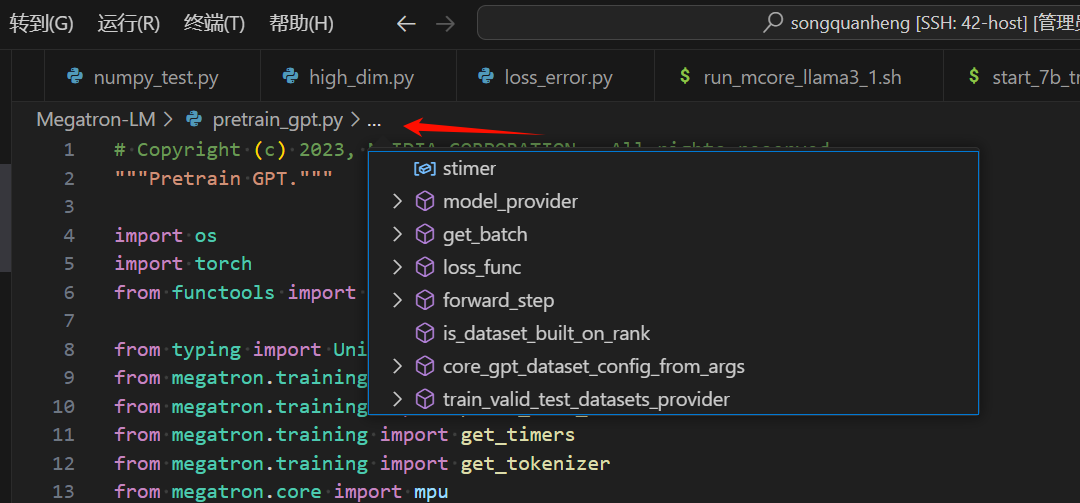 转到(G) 运行(R) 终端(T) 帮助(H) songquanheng [SSH: 42-host] [管理员
numpy_test.py high_dim.py loss_error.py $ run_mcore_llama3_1.sh $ start_7b_tr
Megatron-LM > pretrain_gpt.py > ...
1 # Copyright (c) 2023,
2 """Pretrain GPT."""
3
4 import os
5 import torch
6 from functools import
7
8 from typing import Uni
9 from megatron.training
10 from megatron.training
11 from megatron.training import get_timers
12 from megatron.training import get_tokenizer
13 from megatron.core import mpu
stimer
model_provider
get_batch
loss_func
forward_step
is_dataset_built_on_rank
core_gpt_dataset_config_from_args
train_valid_test_datasets_provider